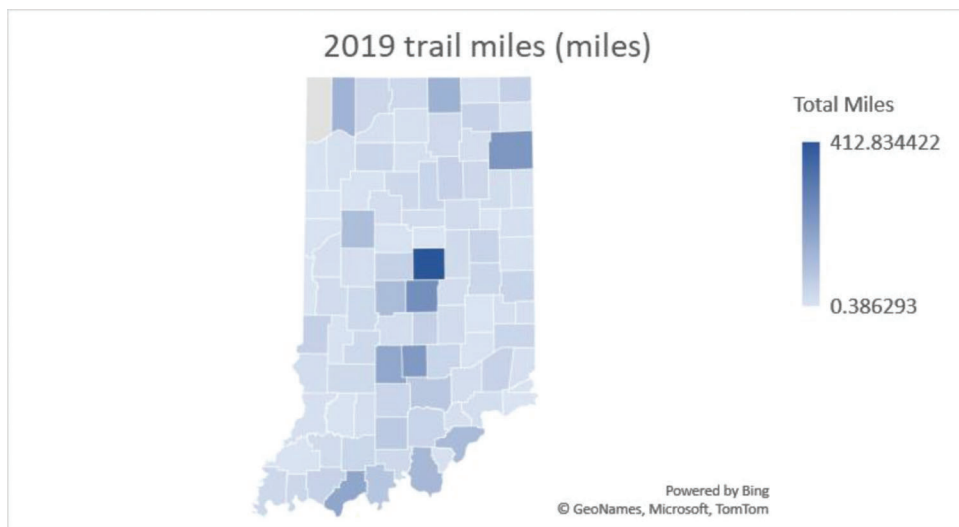 2019 trail miles (miles)
Total Miles
412.834422
0.386293
Powered by Bing
© GeoNames, Microsoft, TomTom